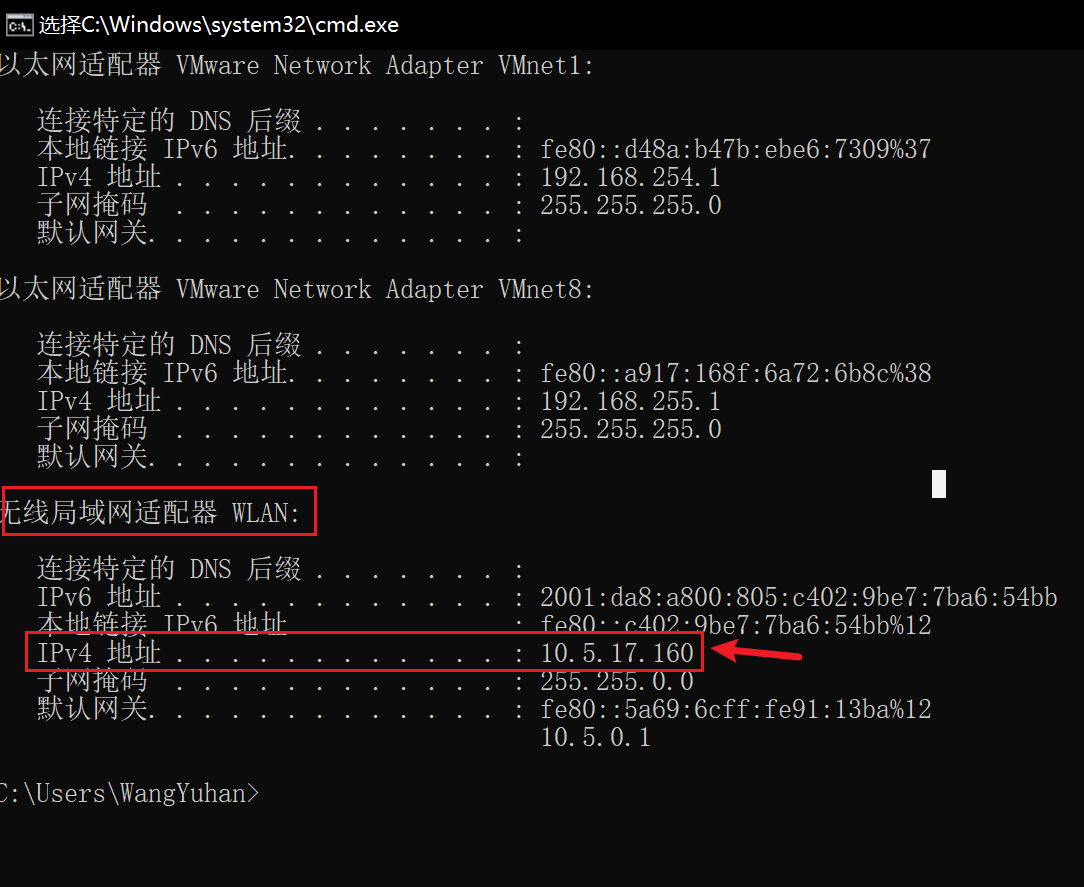 选择C:\Windows\system32\cmd.exe
以太网适配器 VMware Network Adapter VMnet1:
连接特定的 DNS 后缀 . . . . . . . :
本地链接 IPv6 地址. . . . . . . . : fe80::d48a:b47b:ebe6:7309%37
IPv4 地址 . . . . . . . . . . . . : 192.168.254.1
子网掩码 . . . . . . . . . . . . : 255.255.255.0
默认网关. . . . . . . . . . . . . :
以太网适配器 VMware Network Adapter VMnet8:
连接特定的 DNS 后缀 . . . . . . . :
本地链接 IPv6 地址. . . . . . . . : fe80::a917:168f:6a72:6b8c%38
IPv4 地址 . . . . . . . . . . . . : 192.168.255.1
子网掩码 . . . . . . . . . . . . : 255.255.255.0
默认网关. . . . . . . . . . . . . :
无线局域网适配器 WLAN:
连接特定的 DNS 后缀 . . . . . . . :
IPv6 地址 . . . . . . . . . . . . : 2001:da8:a800:805:c402:9be7:7ba6:54bb
本地链接 IPv6 地址. . . . . . . . : fe80::c402:9be7:7ba6:54bb%12
IPv4 地址 . . . . . . . . . . . . : 10.5.17.160
子网掩码 . . . . . . . . . . . . : 255.255.0.0
默认网关. . . . . . . . . . . . . : fe80::5a69:6cff:fe91:13ba%12
10.5.0.1
C:\Users\WangYuhan>